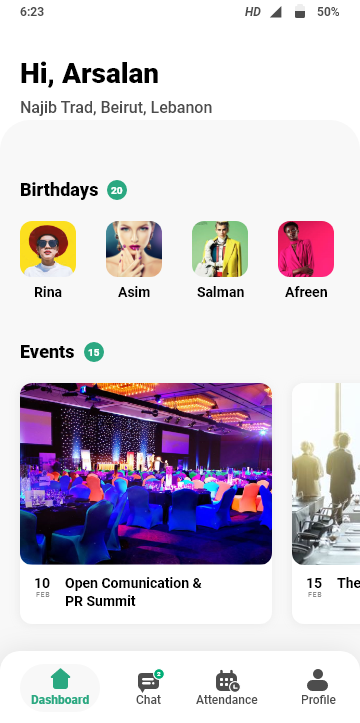 6:23 HD 50%
Hi, Arsalan
Najib Trad, Beirut, Lebanon
Birthdays 20
Rina Asim Salman Afreen
Events 15
10 FEB Open Comunication & 15 FEB The
PR Summit
2
Dashboard Chat Attendance Profile